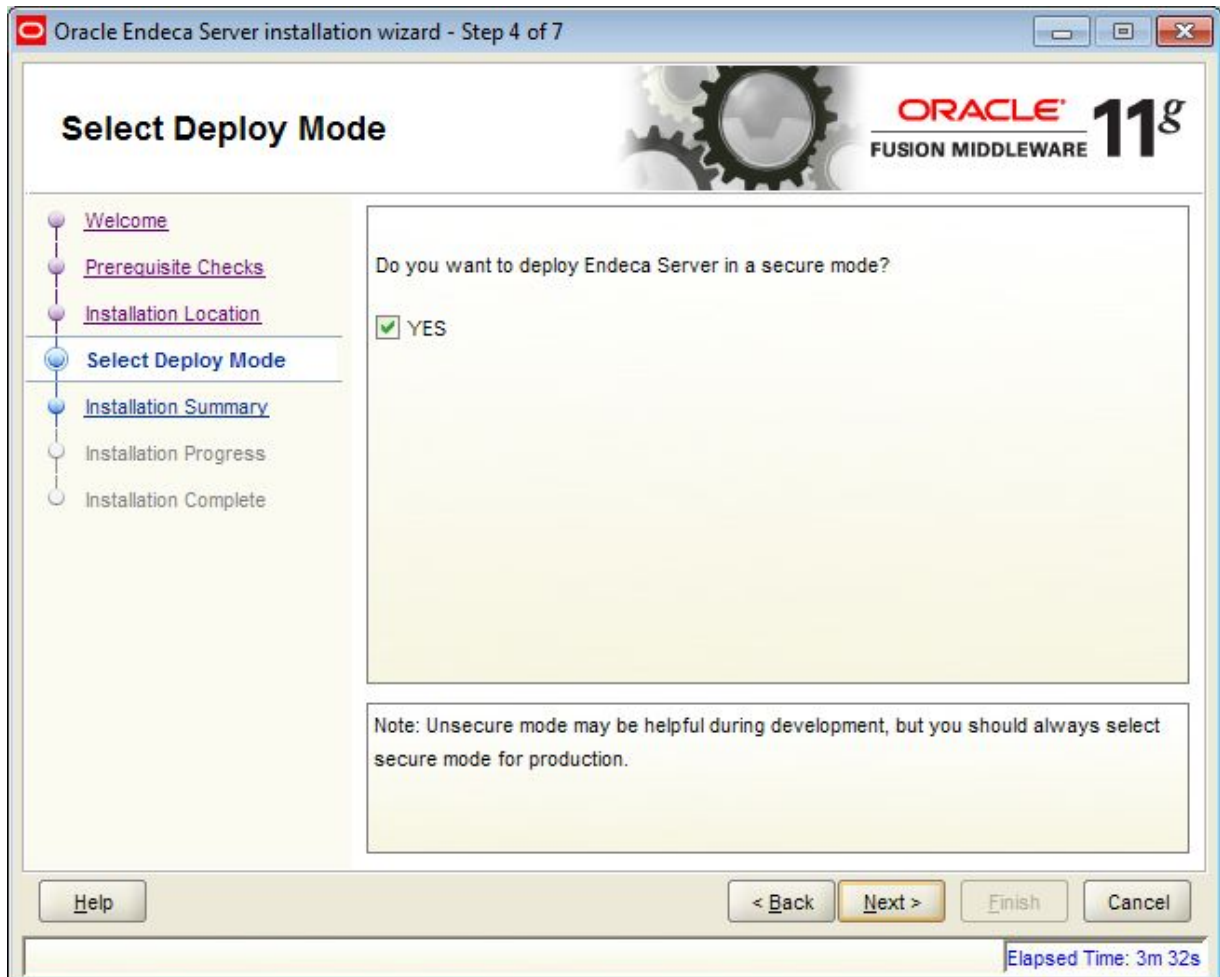 Oracle Endeca Server installation wizard - Step 4 of 7
Select Deploy Mode
ORACLE
FUSION MIDDLEWARE
11g
Welcome
Prerequisite Checks
Installation Location
Select Deploy Mode
Installation Summary
Installation Progress
Installation Complete
Do you want to deploy Endeca Server in a secure mode?
YES
Note: Unsecure mode may be helpful during development, but you should always select
secure mode for production.
Help
< Back
Next >
Finish
Cancel
Elapsed Time: 3m 32s